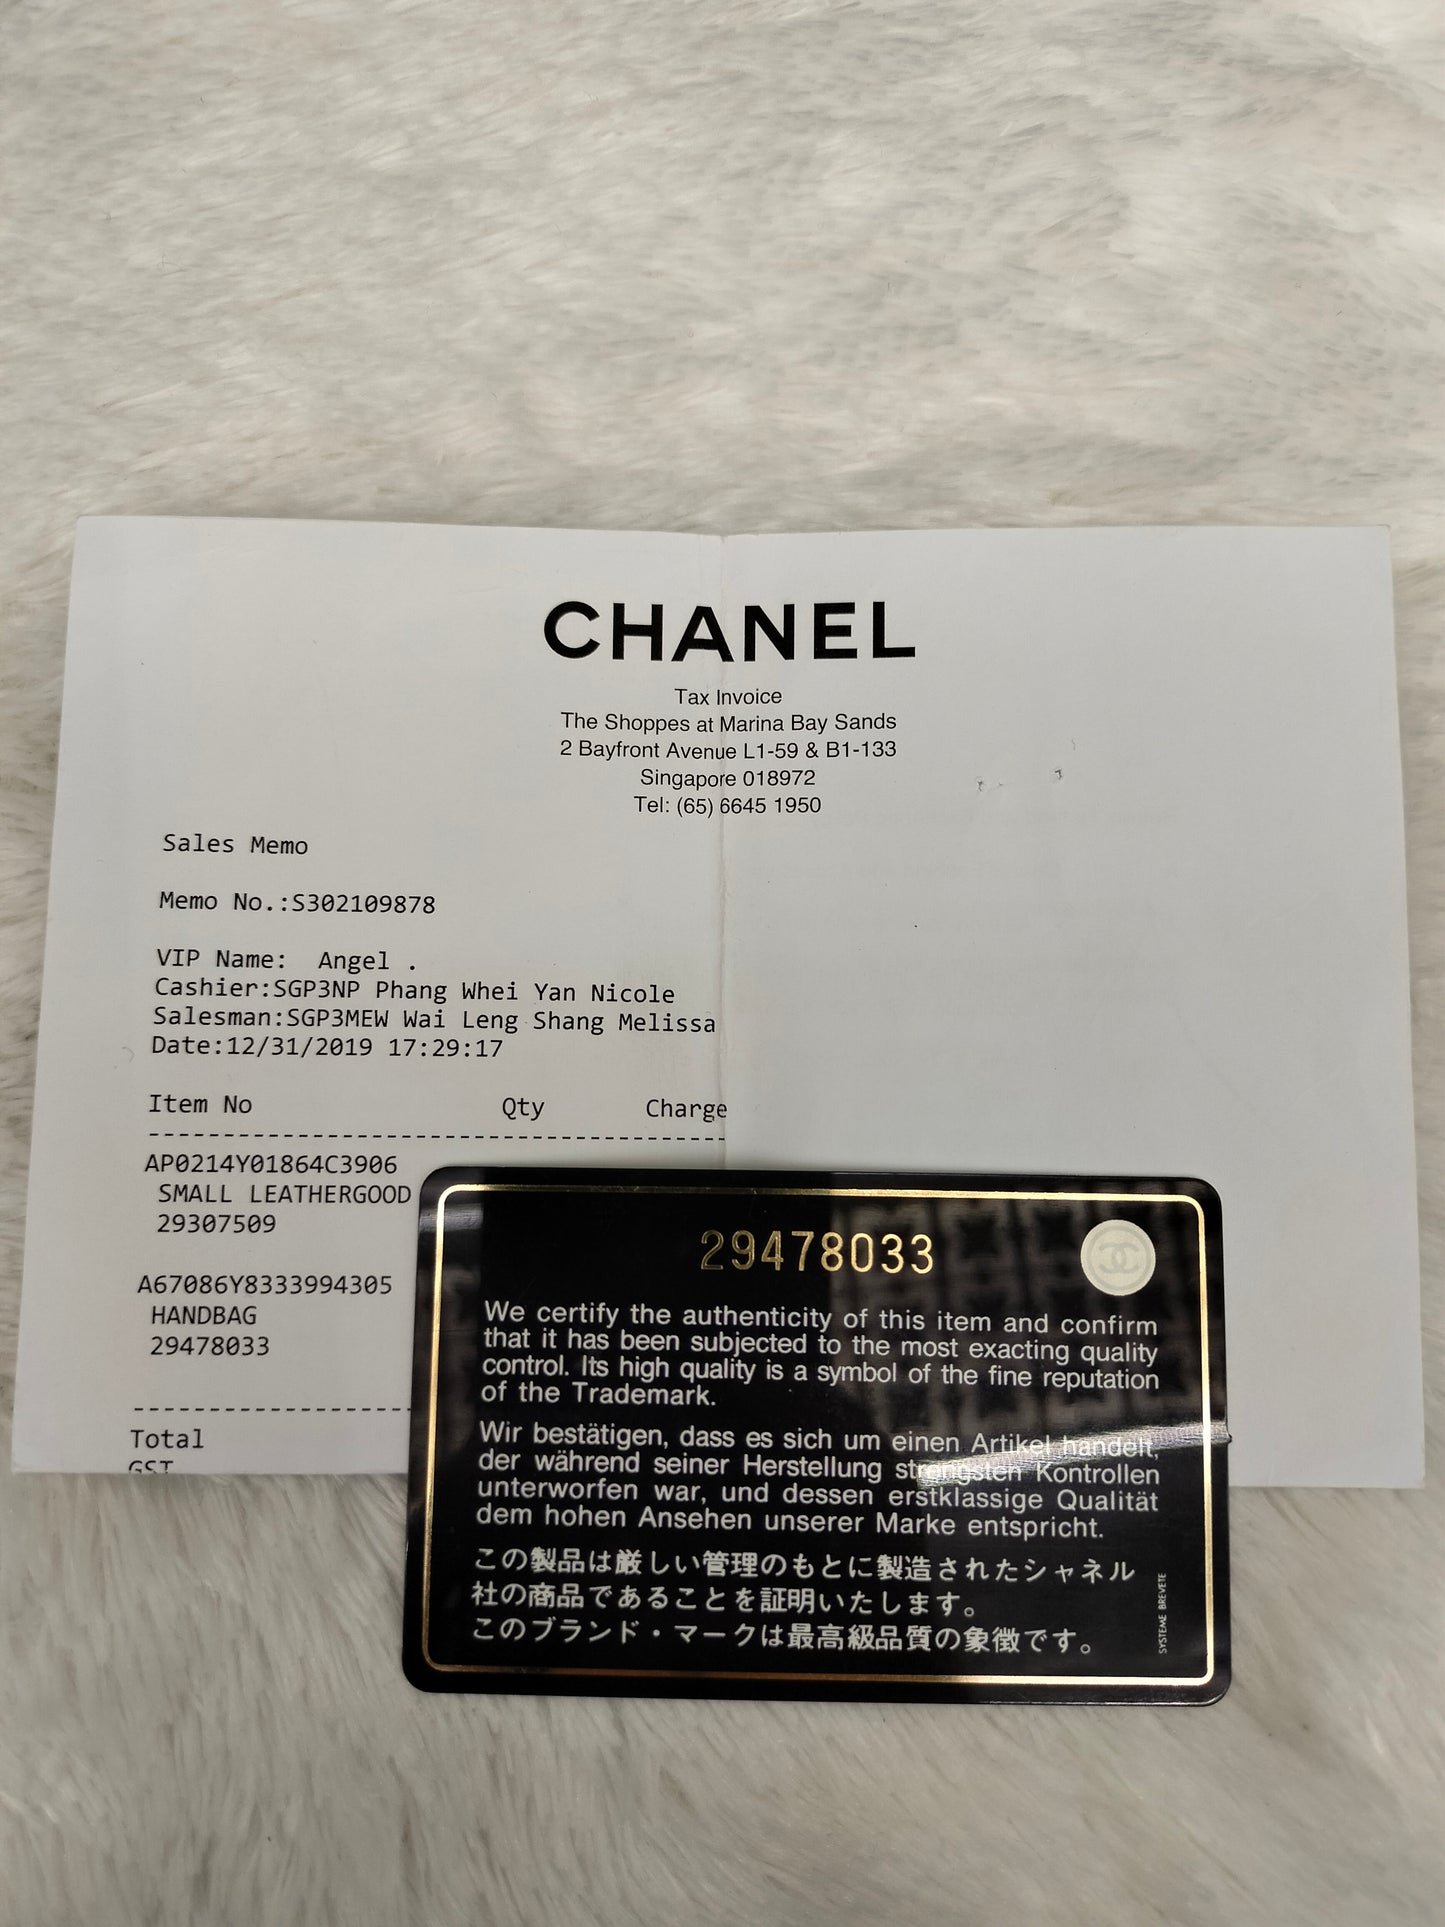 CHANEL
Tax Invoice
The Shoppes at Marina Bay Sands
2 Bayfront Avenue L1-59 & B1-133
Singapore 018972
Tel: (65) 6645 1950
Sales Memo
Memo No.:S302109878
VIP Name:  Angel .
Cashier:SGP3NP Phang Whei Yan Nicole
Salesman:SGP3MEW Wai Leng Shang Melissa
Date:12/31/2019 17:29:17
Item No Qty Charge
AP0214Y01864C3906
SMALL LEATHERGOOD
29307509
A67086Y8333994305
HANDBAG
29478033
Total
GST
29478033
We certify the authenticity of this item and confirm
that it has been subjected to the most exacting quality
control. Its high quality is a symbol of the fine reputation
of the Trademark.
Wir bestätigen, dass es sich um einen Artikel handelt,
der während seiner Herstellung strengsten Kontrollen
unterworfen war, und dessen erstklassige Qualität
dem hohen Ansehen unserer Marke entspricht.
この製品は厳しい管理のもとに製造されたシャネル
社の商品であることを証明いたします。
このブランド・マークは最高級品質の象徴です。
SYSTEME BREVETE